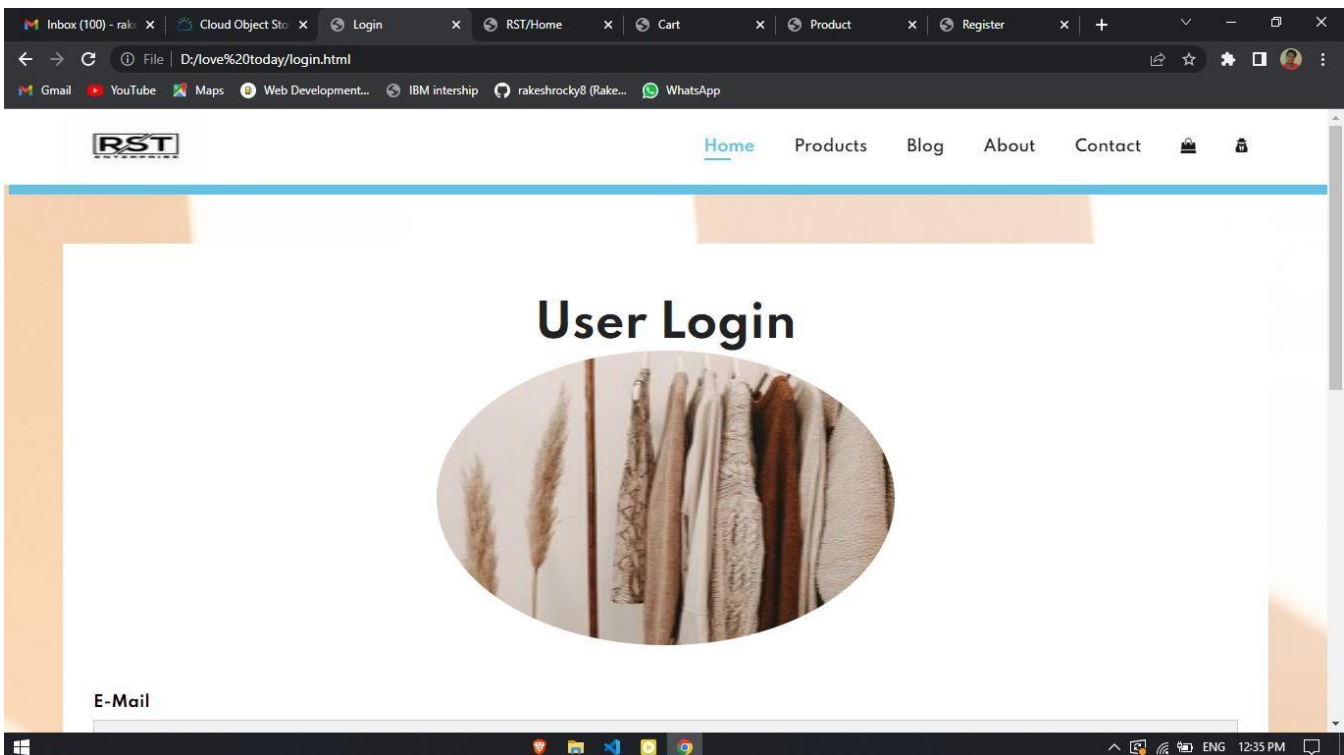 Inbox (100) - rak
Cloud Object Sto
Login
RST/Home
Cart
Product
Register
File
D:/love%20today/login.html
Gmail
YouTube
Maps
Web Development...
IBM intership
rakeshrocky8 (Rake...
WhatsApp
RST
ENTERPRISE
Home
Products
Blog
About
Contact
User Login
E-Mail
ENG
12:35 PM